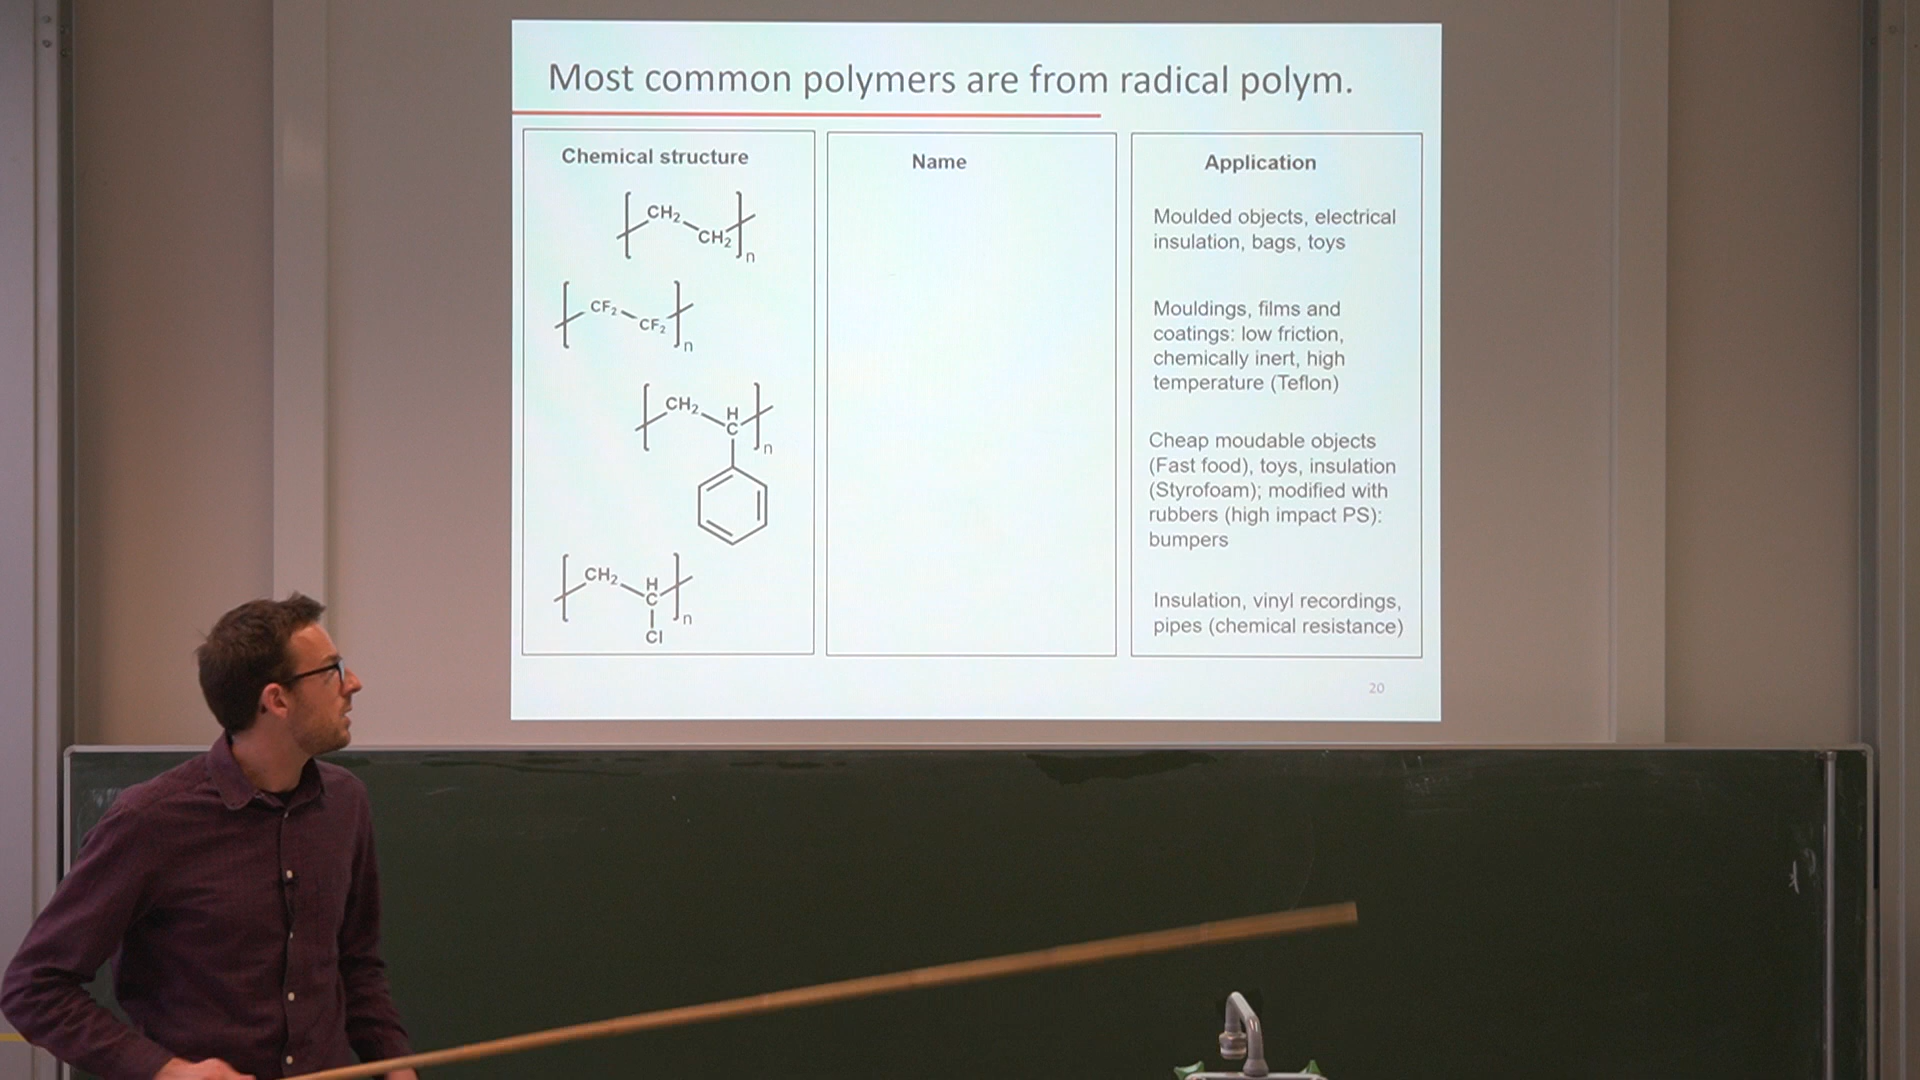 Most common polymers are from radical polym.
Chemical structure
CH2
CH2
n
CF2
CF2
n
CH2
H
C
n
CH2
H
C
n
Cl
Name
Application
Moulded objects, electrical
insulation, bags, toys
Mouldings, films and
coatings: low friction,
chemically inert, high
temperature (Teflon)
Cheap moudable objects
(Fast food), toys, insulation
(Styrofoam); modified with
rubbers (high impact PS):
bumpers
Insulation, vinyl recordings,
pipes (chemical resistance)
20